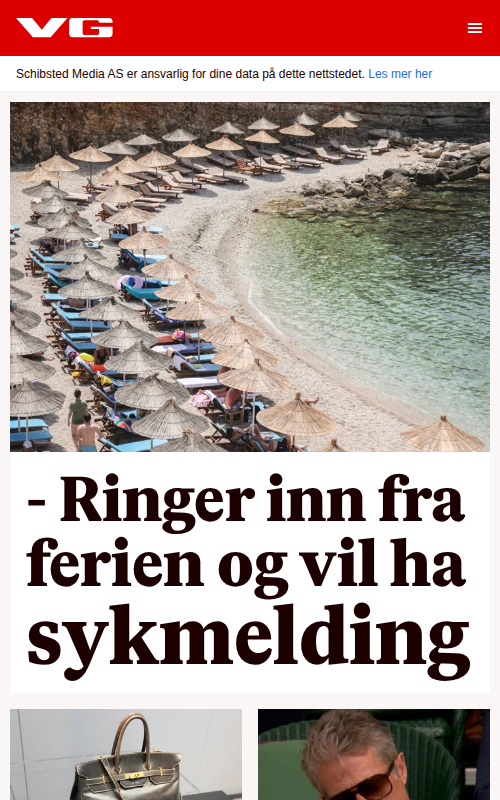 VG
Schibsted Media AS er ansvarlig for dine data på dette nettstedet. Les mer her
- Ringer inn fra
ferien og vil ha
sykmelding